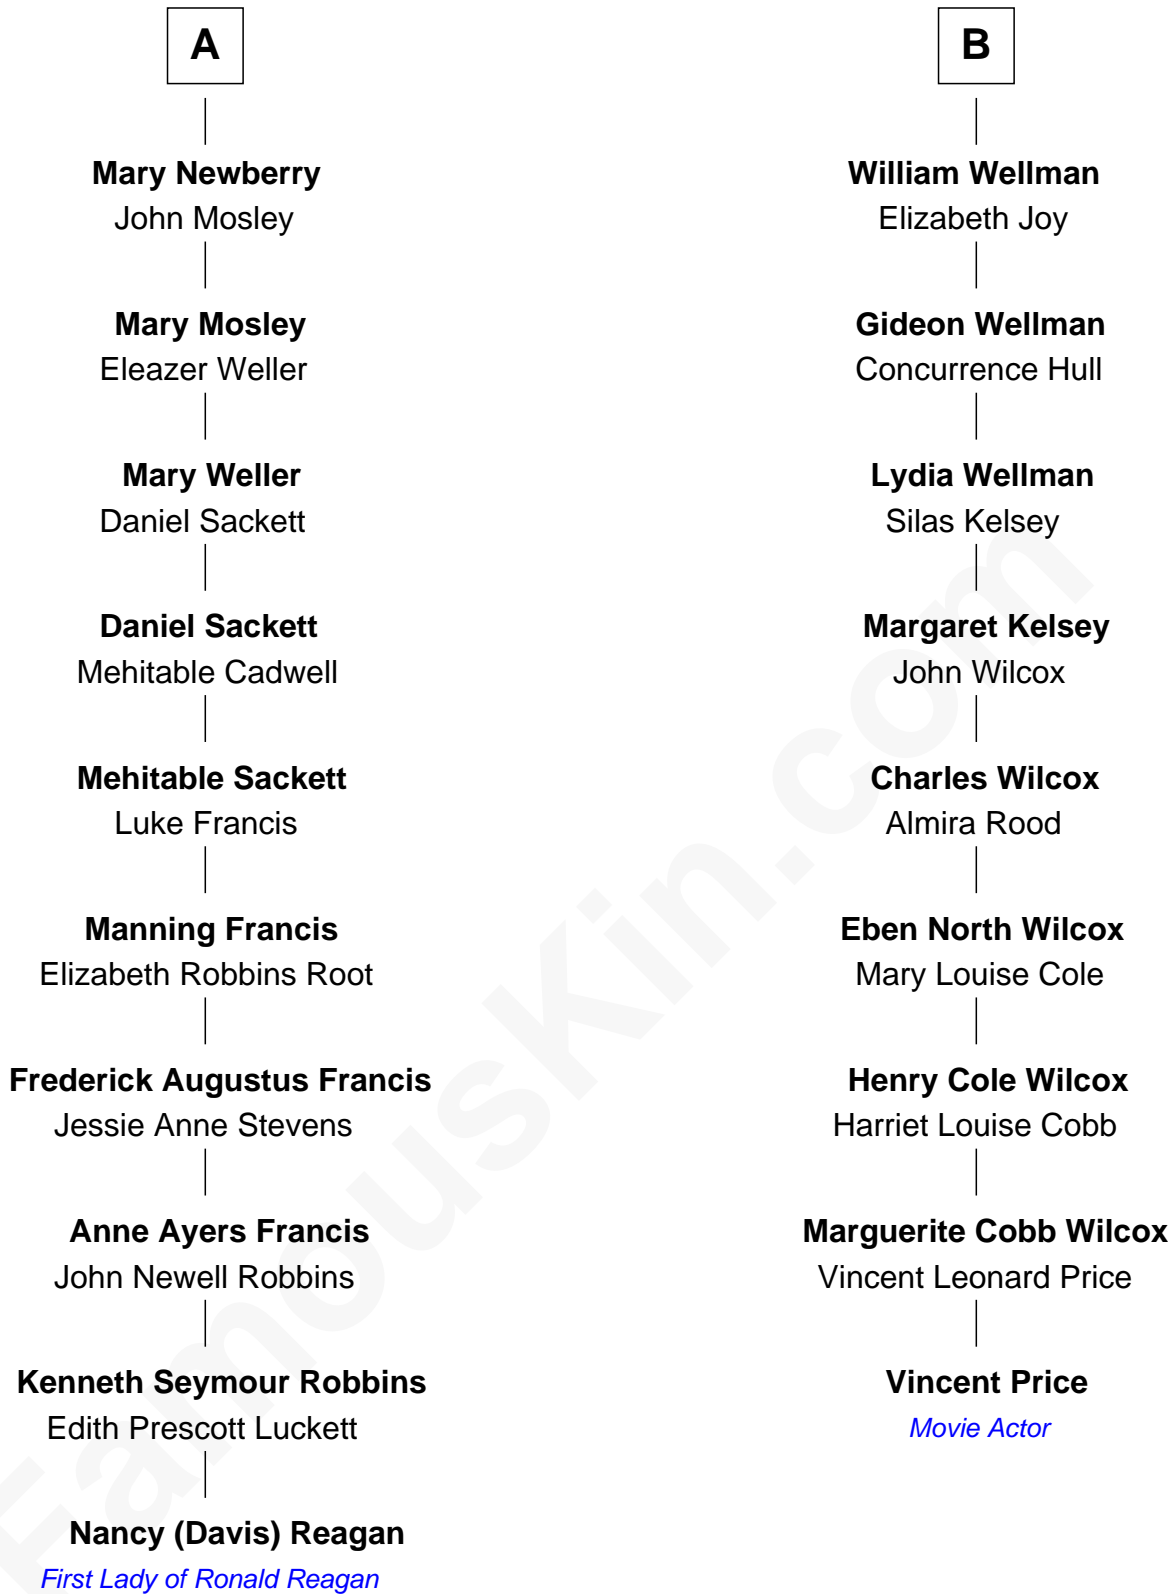 A
Mary Newberry
John Mosley
Mary Mosley
Eleazer Weller
Mary Weller
Daniel Sackett
Daniel Sackett
Mehitable Cadwell
Mehitable Sackett
Luke Francis
Manning Francis
Elizabeth Robbins Root
Frederick Augustus Francis
Jessie Anne Stevens
Anne Ayers Francis
John Newell Robbins
Kenneth Seymour Robbins
Edith Prescott Luckett
Nancy (Davis) Reagan
First Lady of Ronald Reagan
B
William Wellman
Elizabeth Joy
Gideon Wellman
Concurrence Hull
Lydia Wellman
Silas Kelsey
Margaret Kelsey
John Wilcox
Charles Wilcox
Almira Rood
Eben North Wilcox
Mary Louise Cole
Henry Cole Wilcox
Harriet Louise Cobb
Marguerite Cobb Wilcox
Vincent Leonard Price
Vincent Price
Movie Actor
FamousKin.com